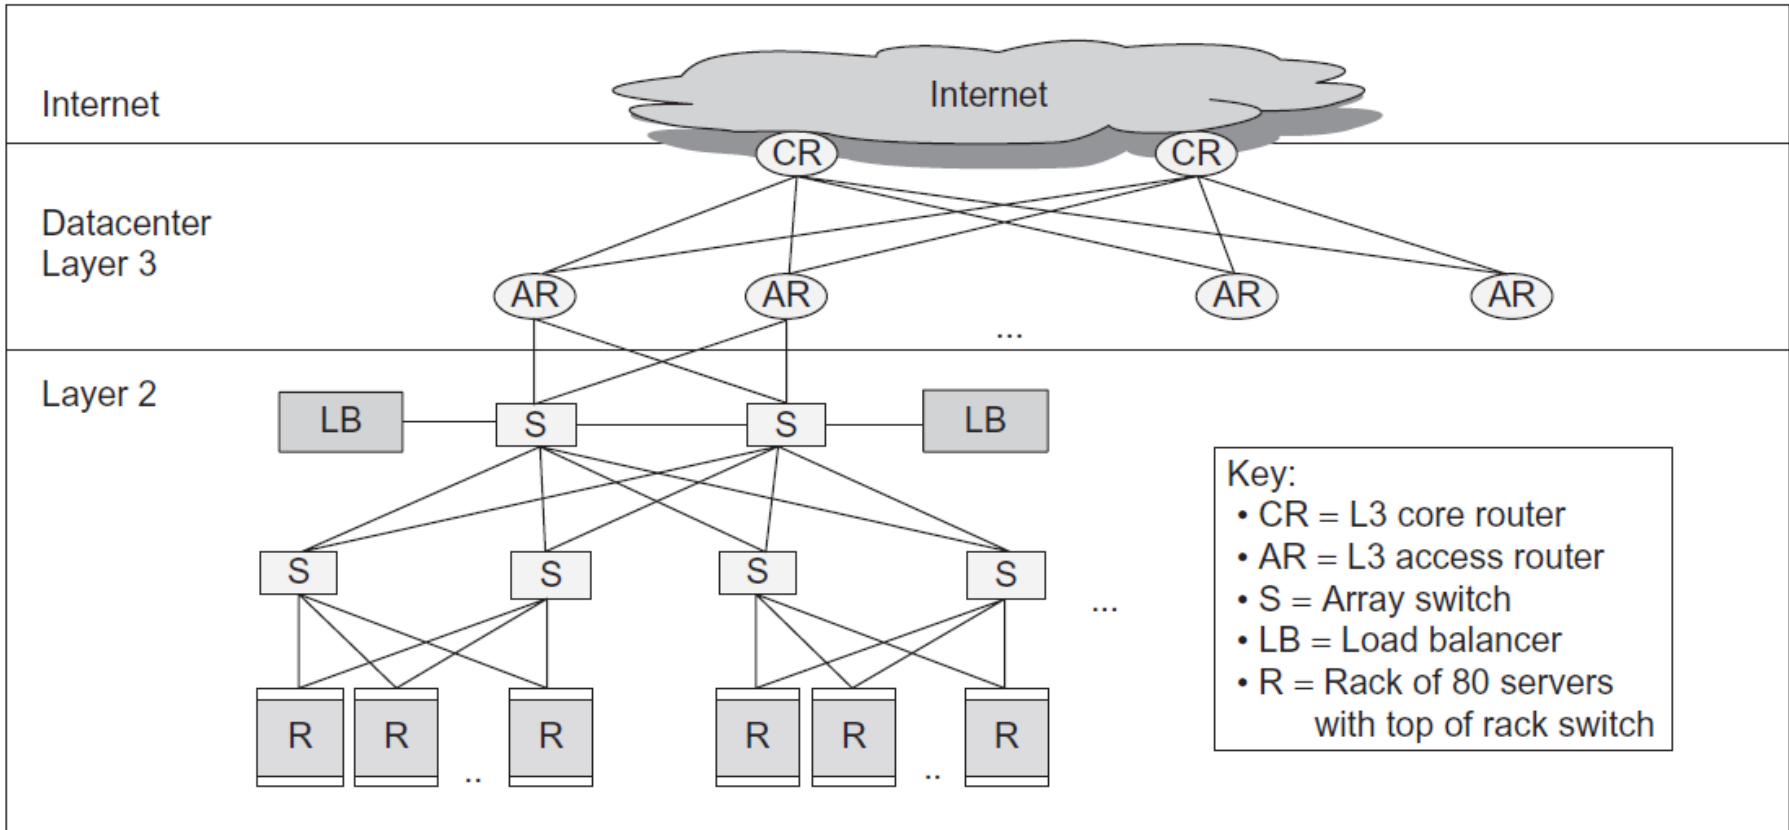 Internet
Internet
CR CR
Datacenter
Layer 3
AR AR AR AR
...
Layer 2
LB S S LB
S S S S ...
R R .. R R R .. R
Key:
• CR = L3 core router
• AR = L3 access router
• S = Array switch
• LB = Load balancer
• R = Rack of 80 servers
with top of rack switch